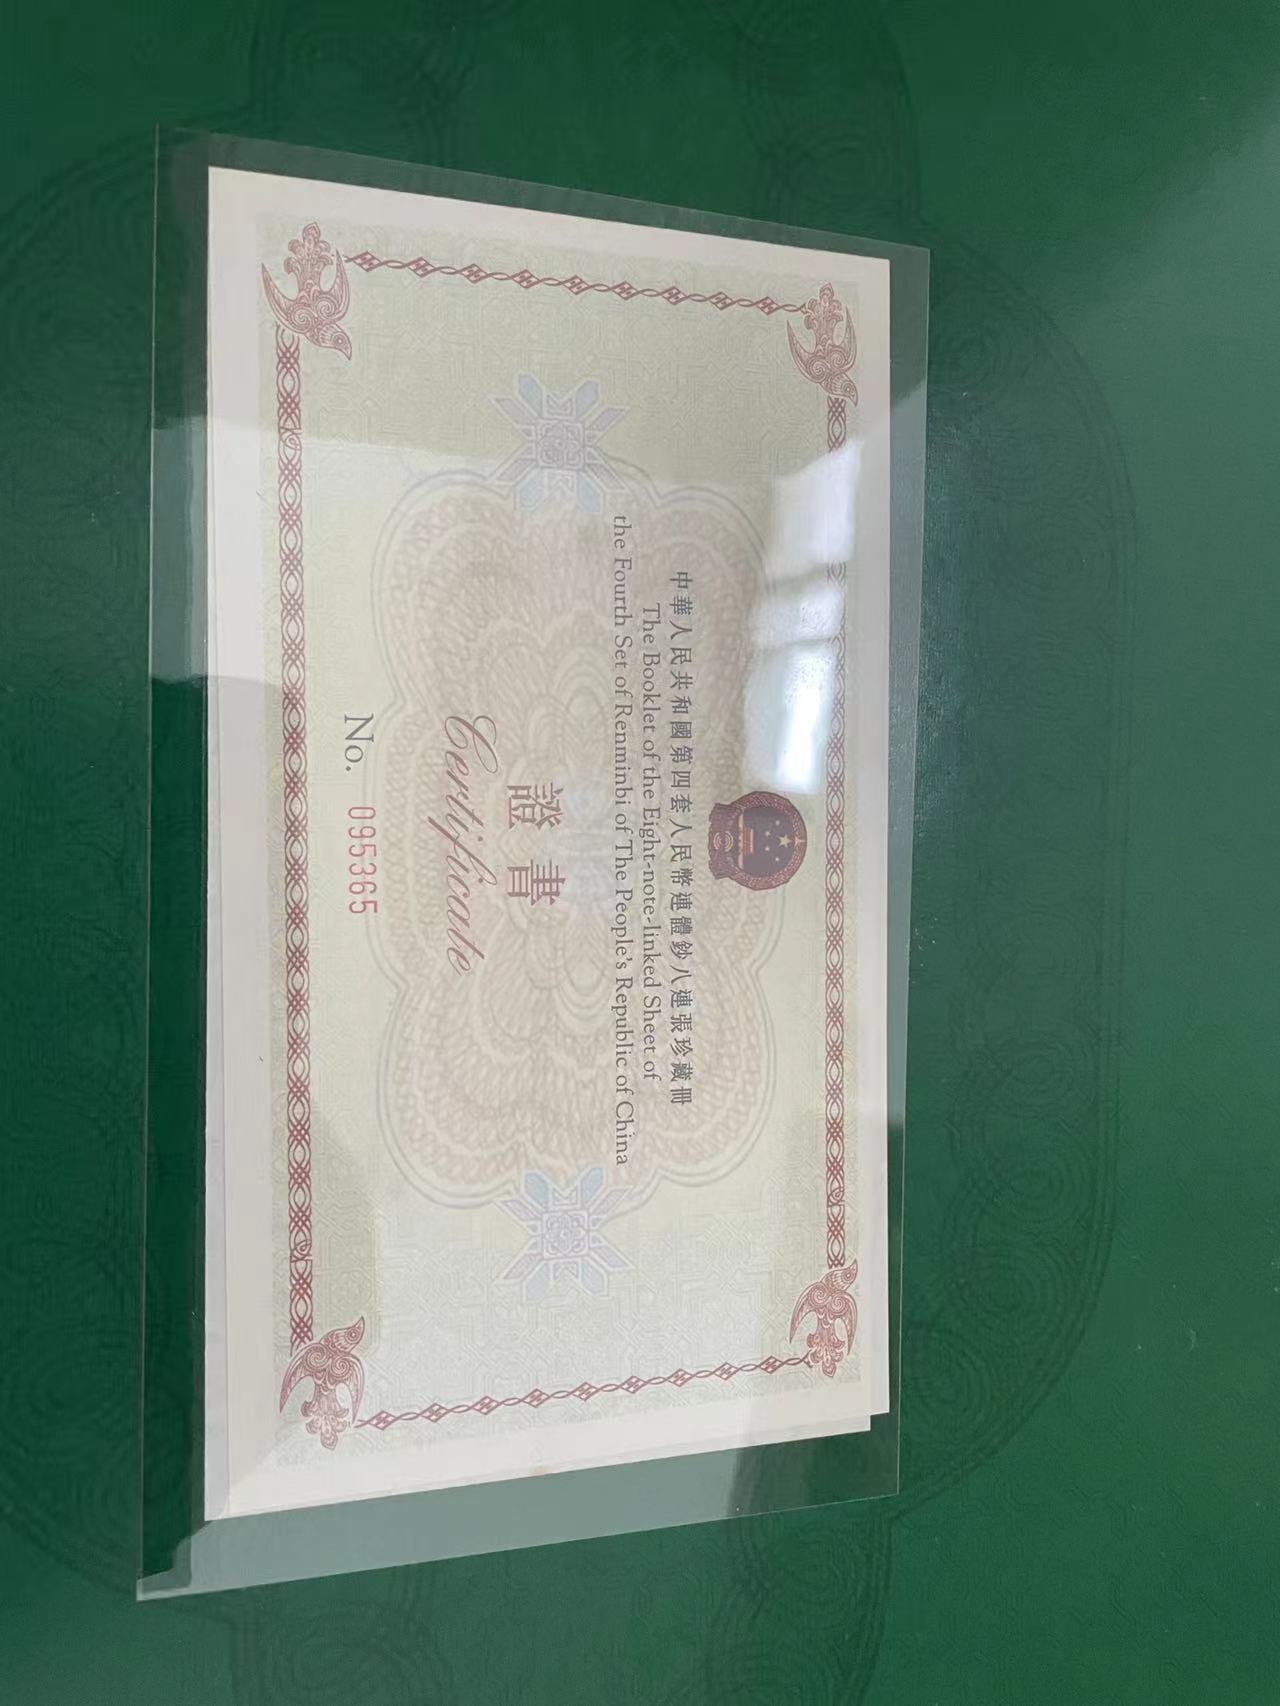 中華人民共和國第四套人民幣連體鈔八連張珍藏冊
The Booklet of the Eight-note-linked Sheet of
the Fourth Set of Renminbi of The People's Republic of China
證書
Certificate
No. 095365